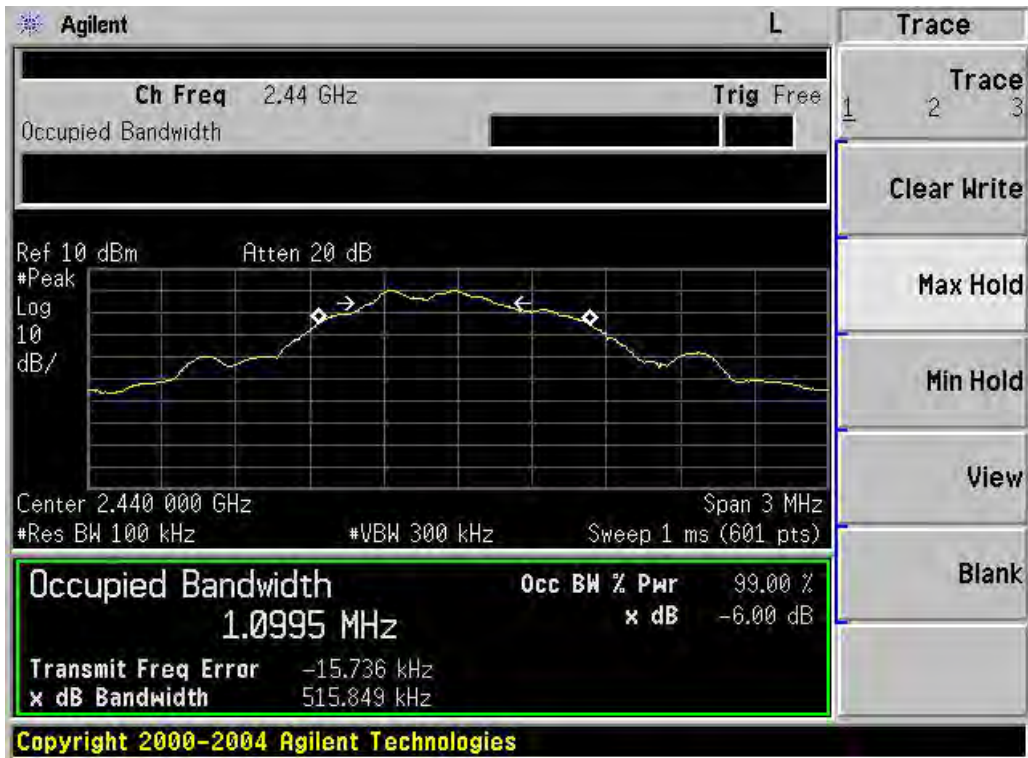 Agilent L Trace
Ch Freq 2.44 GHz Trig Free
Occupied Bandwidth
Trace
1 2 3
Clear Write
Max Hold
Min Hold
View
Blank
Ref 10 dBm Atten 20 dB
#Peak
Log
10
dB/
Center 2.440 000 GHz Span 3 MHz
#Res BW 100 kHz #VBW 300 kHz Sweep 1 ms (601 pts)
Occupied Bandwidth Occ BW % Pwr 99.00 %
1.0995 MHz x dB -6.00 dB
Transmit Freq Error -15.736 kHz
x dB Bandwidth 515.849 kHz
Copyright 2000-2004 Agilent Technologies